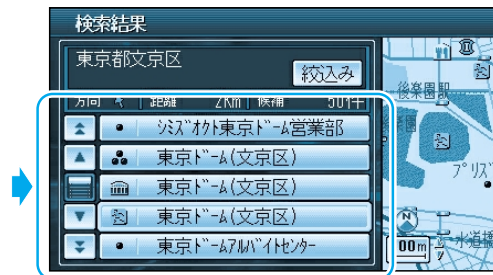 検索結果
東京都文京区
絞込み
方向 距離 2Km 候補 50件
ｼﾐｽﾞｵｸﾄ東京ﾄﾞｰﾑ営業部
東京ﾄﾞｰﾑ(文京区)
東京ﾄﾞｰﾑ(文京区)
東京ﾄﾞｰﾑ(文京区)
東京ﾄﾞｰﾑｱﾙﾊﾞｲﾄｾﾝﾀｰ
後楽園駅
ﾌﾟﾘｽﾞ
水道橋